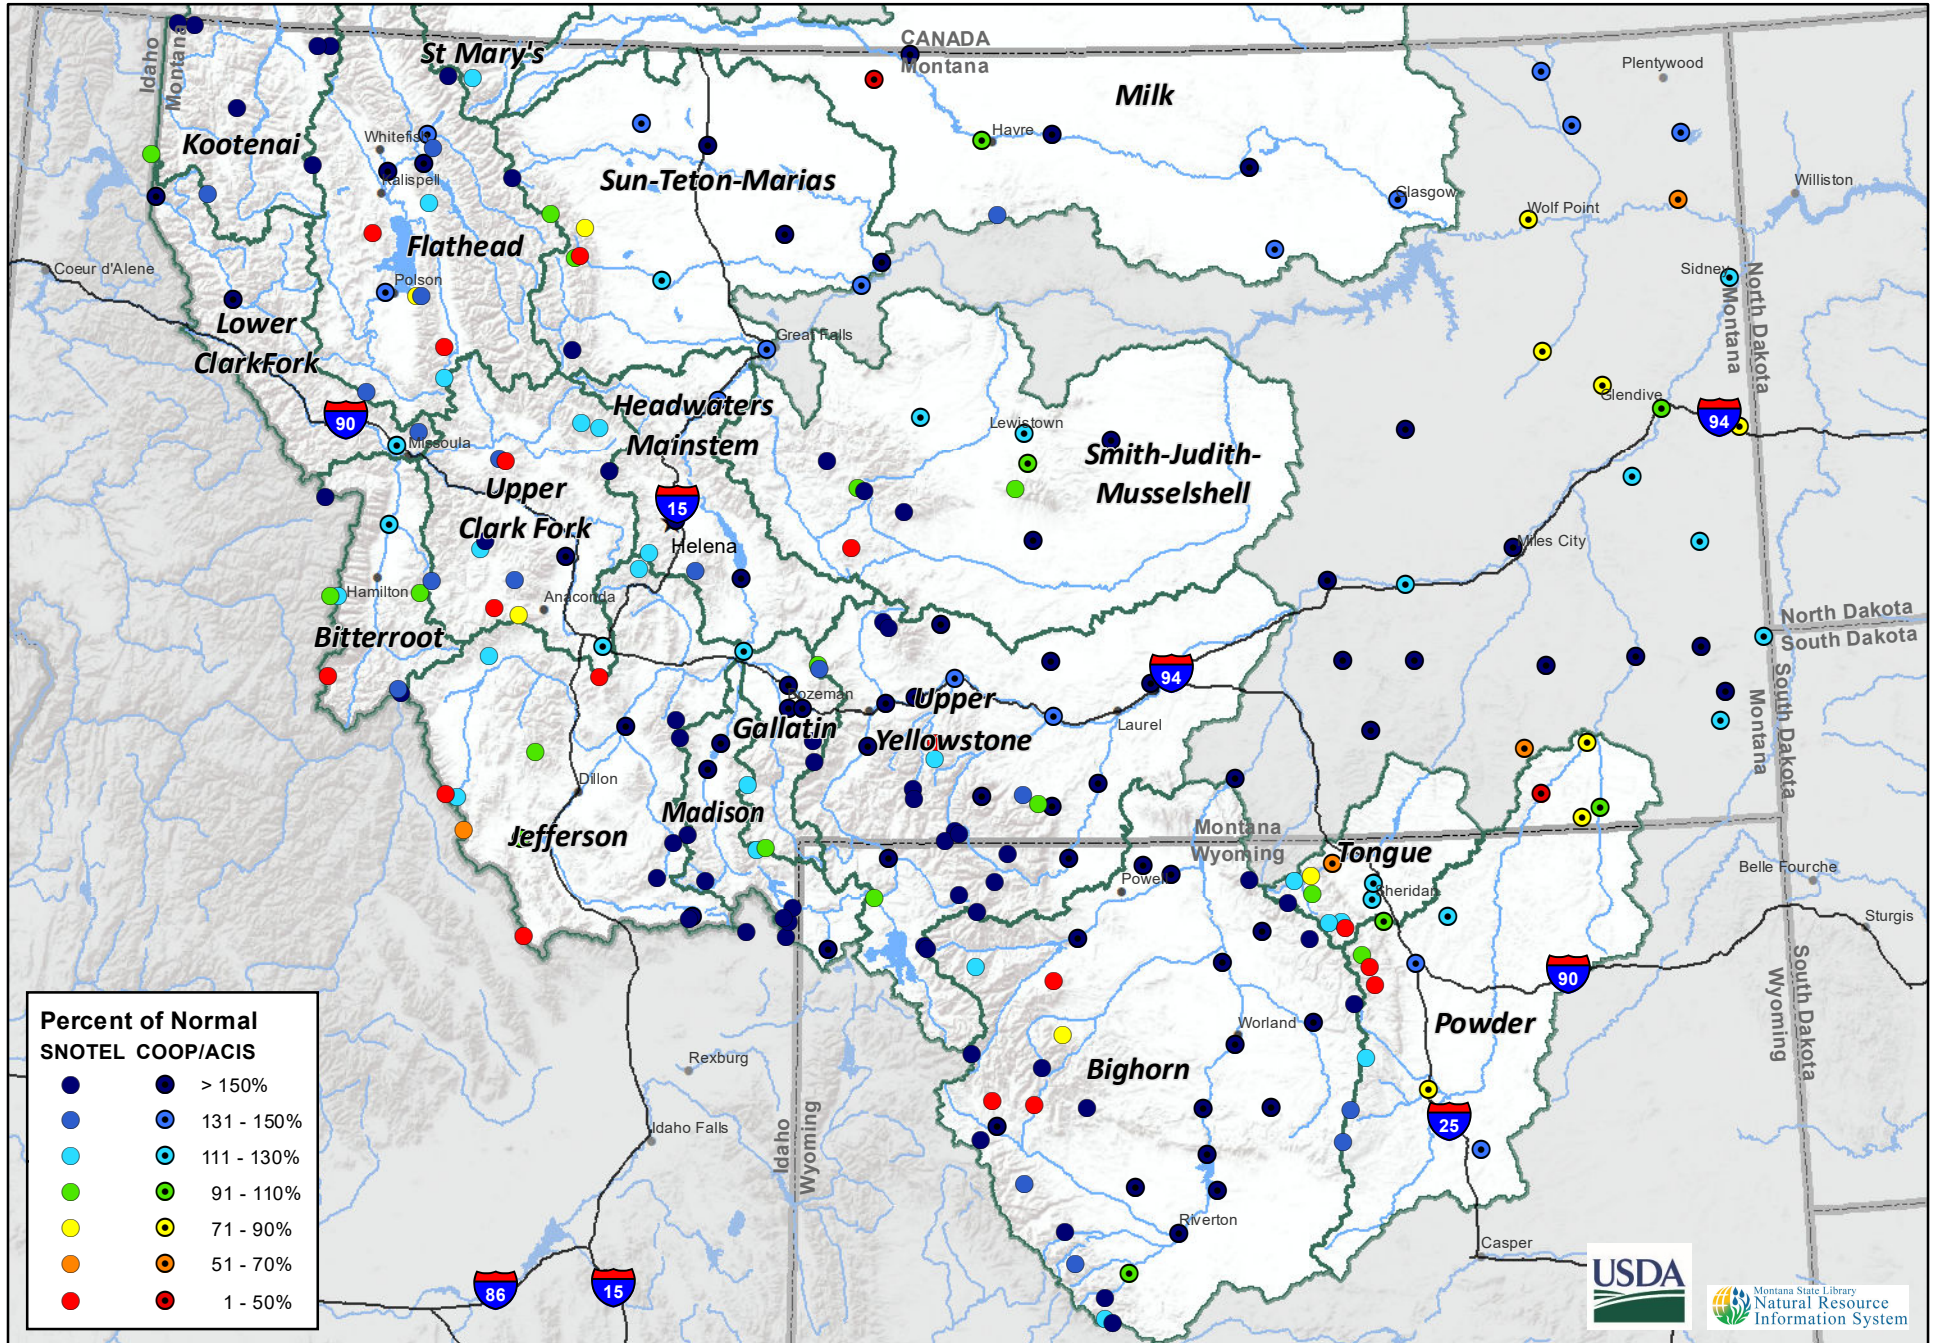 CANADA
Montana
Idaho
Montana
St Mary's
Milk
Plentywood
Kootenai
Whitefish
Kalispell
Havre
Sun-Teton-Marias
Glasgow
Wolf Point
Williston
Flathead
Coeur d'Alene
Polson
Sidney
Montana
North Dakota
Lower
ClarkFork
Great Falls
Glendive
90
94
Headwaters
Mainstem
Missoula
Lewistown
Smith-Judith-
Musselshell
Upper
Clark Fork
15
Helena
Miles City
Hamilton
Anaconda
Bitterroot
North Dakota
South Dakota
94
Bozeman
Gallatin
Upper
Yellowstone
Laurel
Montana
South Dakota
Dillon
Madison
Jefferson
Montana
Wyoming
Tongue
Powell
Sheridan
Belle Fourche
Sturgis
90
South Dakota
Wyoming
Powder
Worland
Bighorn
Rexburg
Idaho Falls
Idaho
Wyoming
25
Riverton
Casper
86
15
Percent of Normal
SNOTEL COOP/ACIS
> 150%
131 - 150%
111 - 130%
91 - 110%
71 - 90%
51 - 70%
1 - 50%
USDA
Montana State Library
Natural Resource
Information System